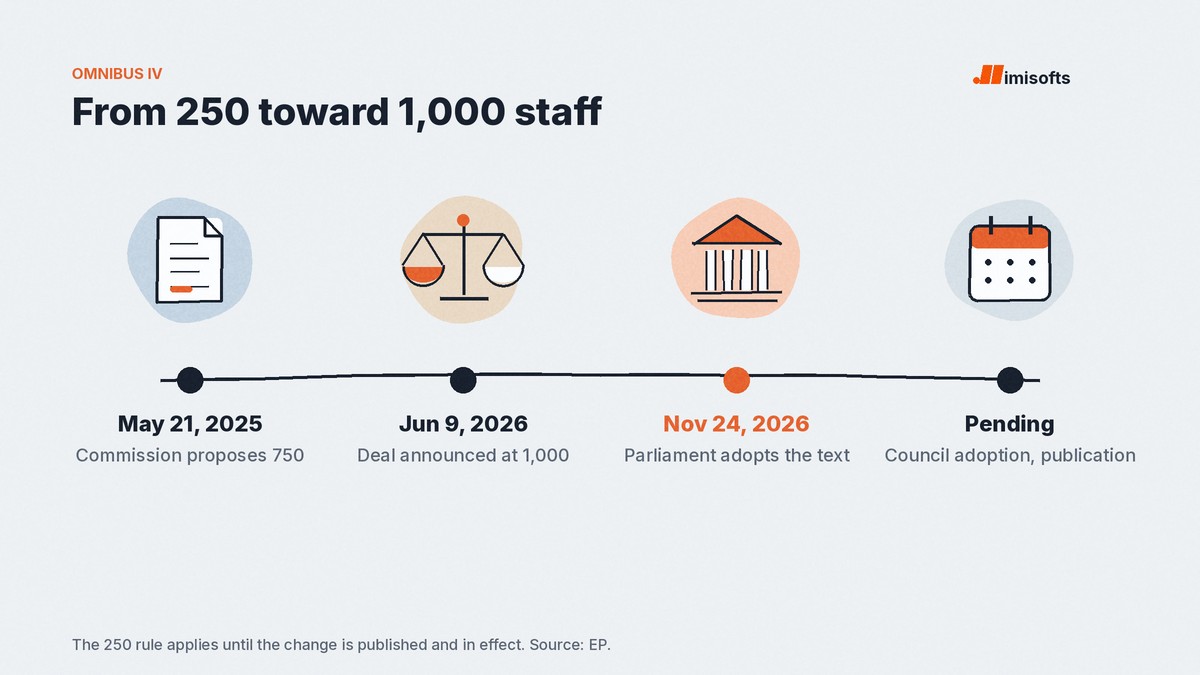 OMNIBUS IV
From 250 toward 1,000 staff
imisofts
May 21, 2025
Commission proposes 750
Jun 9, 2026
Deal announced at 1,000
Nov 24, 2026
Parliament adopts the text
Pending
Council adoption, publication
The 250 rule applies until the change is published and in effect. Source: EP.